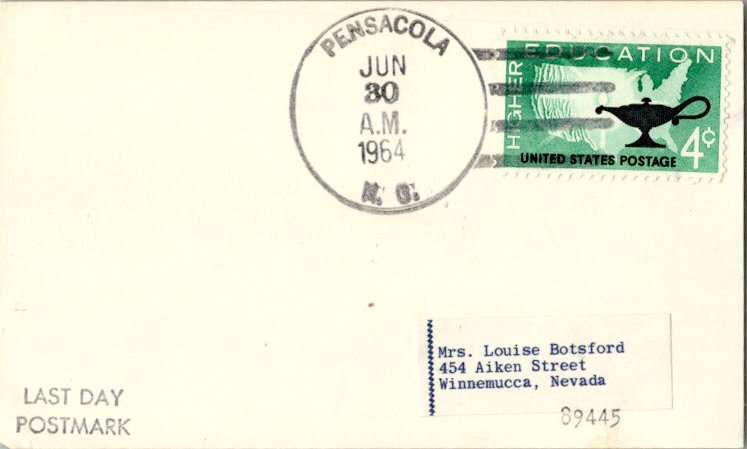 PENSACOLA
JUN
30
A.M.
1964
N. C.
HIGHER EDUCATION
4¢
UNITED STATES POSTAGE
Mrs. Louise Botsford
454 Aiken Street
Winnemucca, Nevada
89445
LAST DAY
POSTMARK